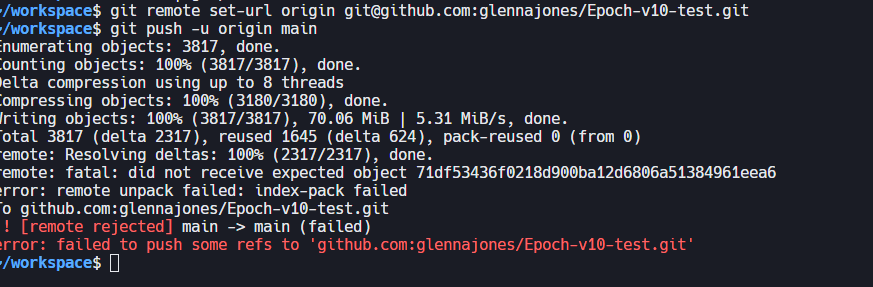 ~/workspace$ git remote set-url origin git@github.com:glennajones/Epoch-v10-test.git
~/workspace$ git push -u origin main
Enumerating objects: 3817, done.
Counting objects: 100% (3817/3817), done.
Delta compression using up to 8 threads
Compressing objects: 100% (3180/3180), done.
Writing objects: 100% (3817/3817), 70.06 MiB | 5.31 MiB/s, done.
Total 3817 (delta 2317), reused 1645 (delta 624), pack-reused 0 (from 0)
remote: Resolving deltas: 100% (2317/2317), done.
remote: fatal: did not receive expected object 71df53436f0218d900ba12d6806a51384961eea6
error: remote unpack failed: index-pack failed
To github.com:glennajones/Epoch-v10-test.git
! [remote rejected] main -> main (failed)
error: failed to push some refs to 'github.com:glennajones/Epoch-v10-test.git'
~/workspace$